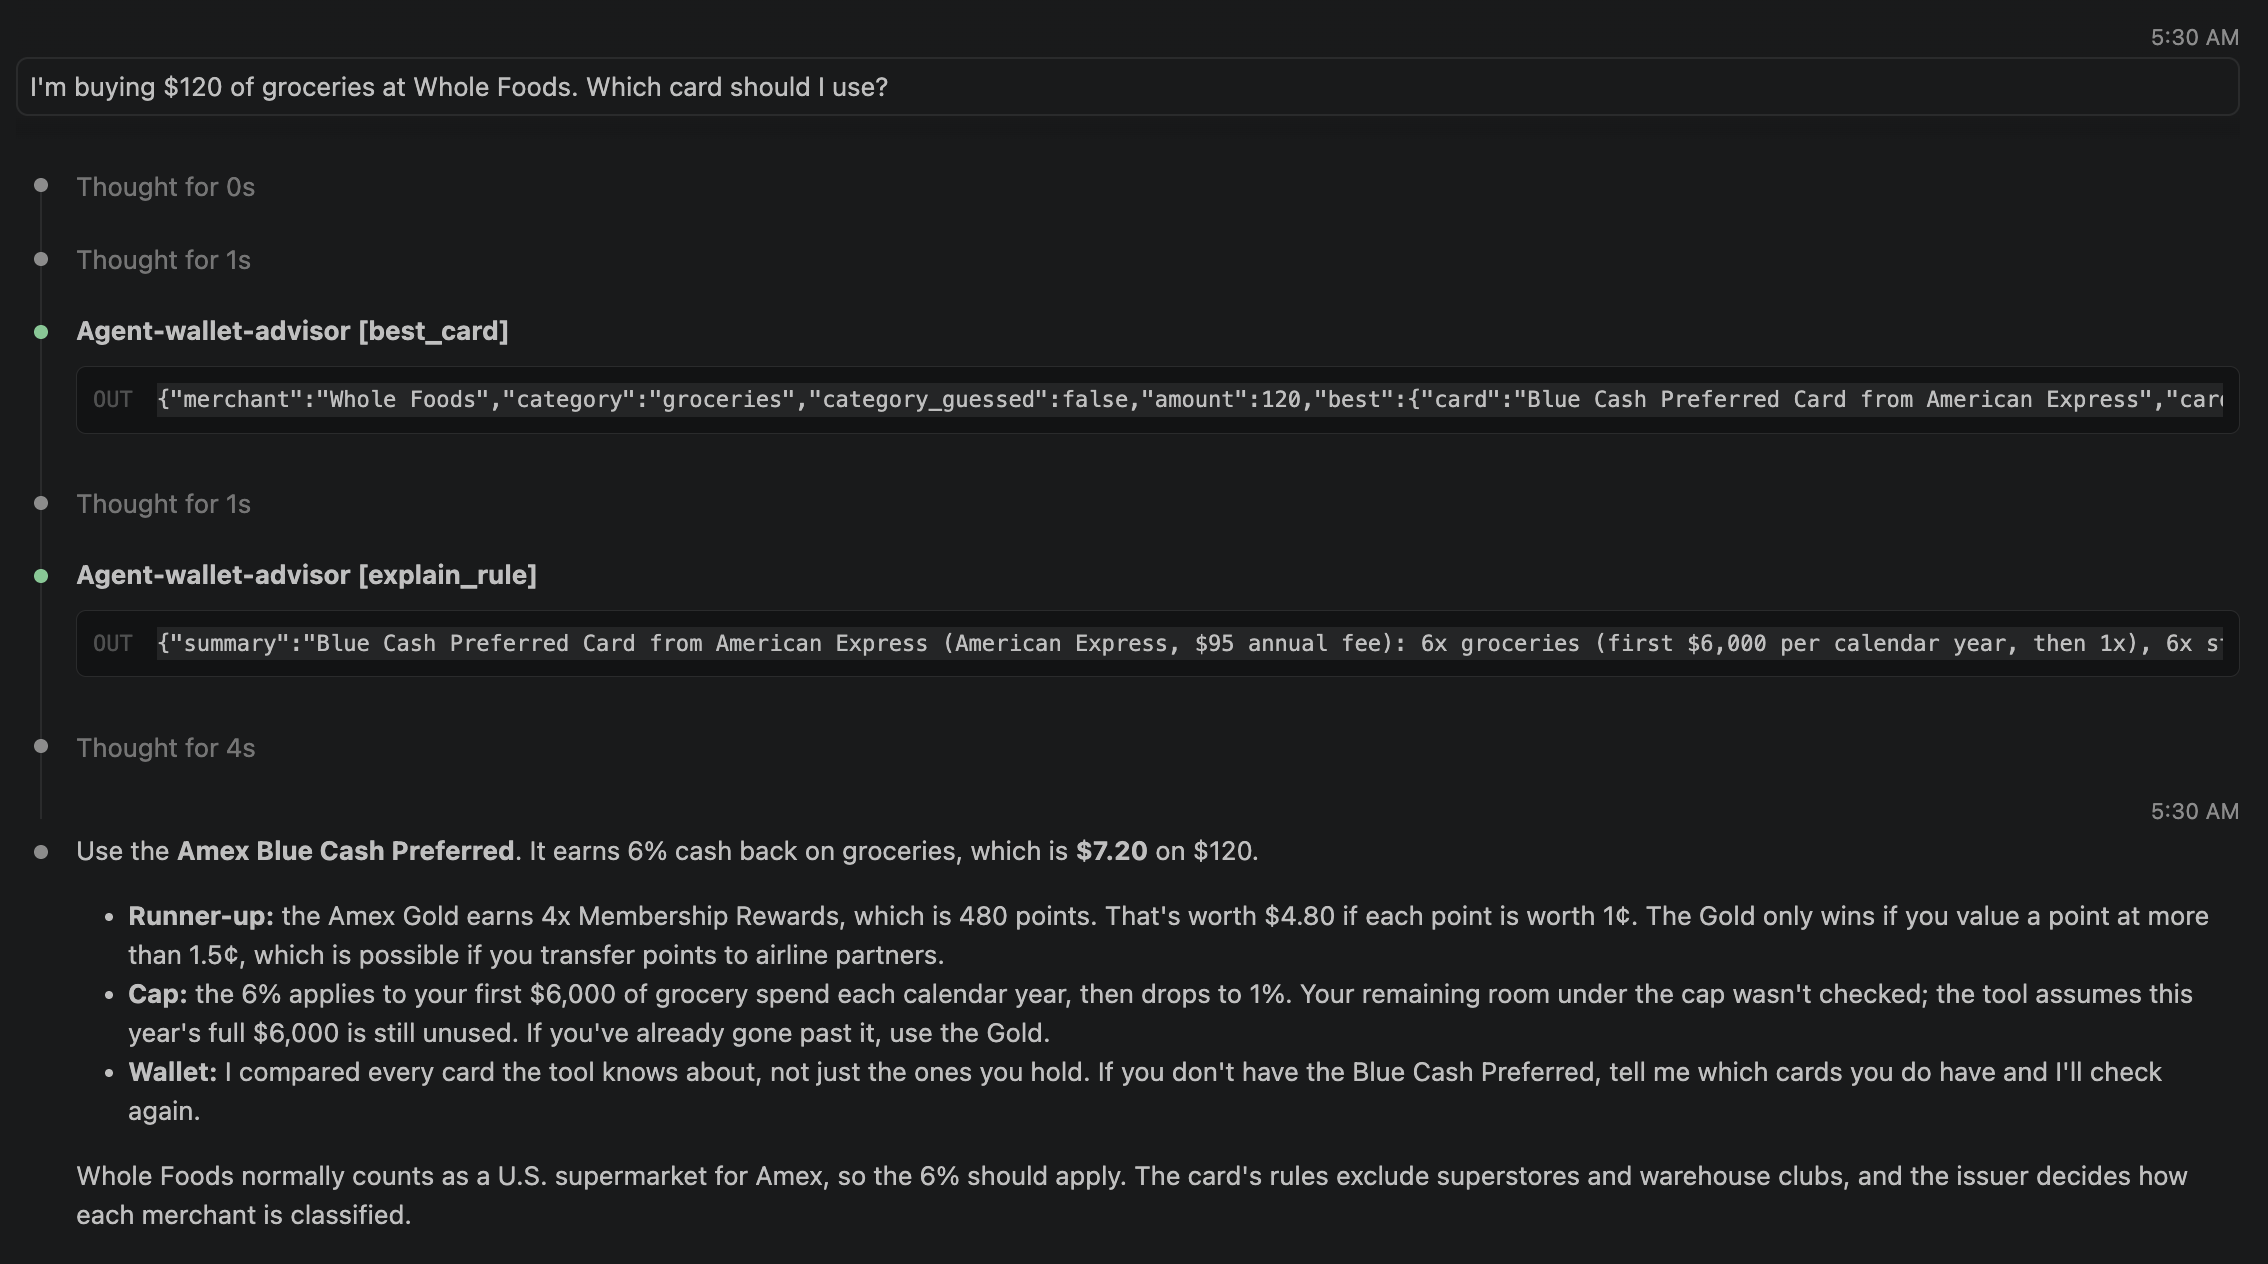 5:30 AM
I'm buying $120 of groceries at Whole Foods. Which card should I use?
Thought for 0s
Thought for 1s
Agent-wallet-advisor [best_card]
OUT {"merchant":"Whole Foods","category":"groceries","category_guessed":false,"amount":120,"best":{"card":"Blue Cash Preferred Card from American Express","car
Thought for 1s
Agent-wallet-advisor [explain_rule]
OUT {"summary":"Blue Cash Preferred Card from American Express (American Express, $95 annual fee): 6x groceries (first $6,000 per calendar year, then 1x), 6x s
Thought for 4s
5:30 AM
Use the Amex Blue Cash Preferred. It earns 6% cash back on groceries, which is $7.20 on $120.
• Runner-up: the Amex Gold earns 4x Membership Rewards, which is 480 points. That's worth $4.80 if each point is worth 1¢. The Gold only wins if you value a point at more
than 1.5¢, which is possible if you transfer points to airline partners.
• Cap: the 6% applies to your first $6,000 of grocery spend each calendar year, then drops to 1%. Your remaining room under the cap wasn't checked; the tool assumes this
year's full $6,000 is still unused. If you've already gone past it, use the Gold.
• Wallet: I compared every card the tool knows about, not just the ones you hold. If you don't have the Blue Cash Preferred, tell me which cards you do have and I'll check
again.
Whole Foods normally counts as a U.S. supermarket for Amex, so the 6% should apply. The card's rules exclude superstores and warehouse clubs, and the issuer decides how
each merchant is classified.